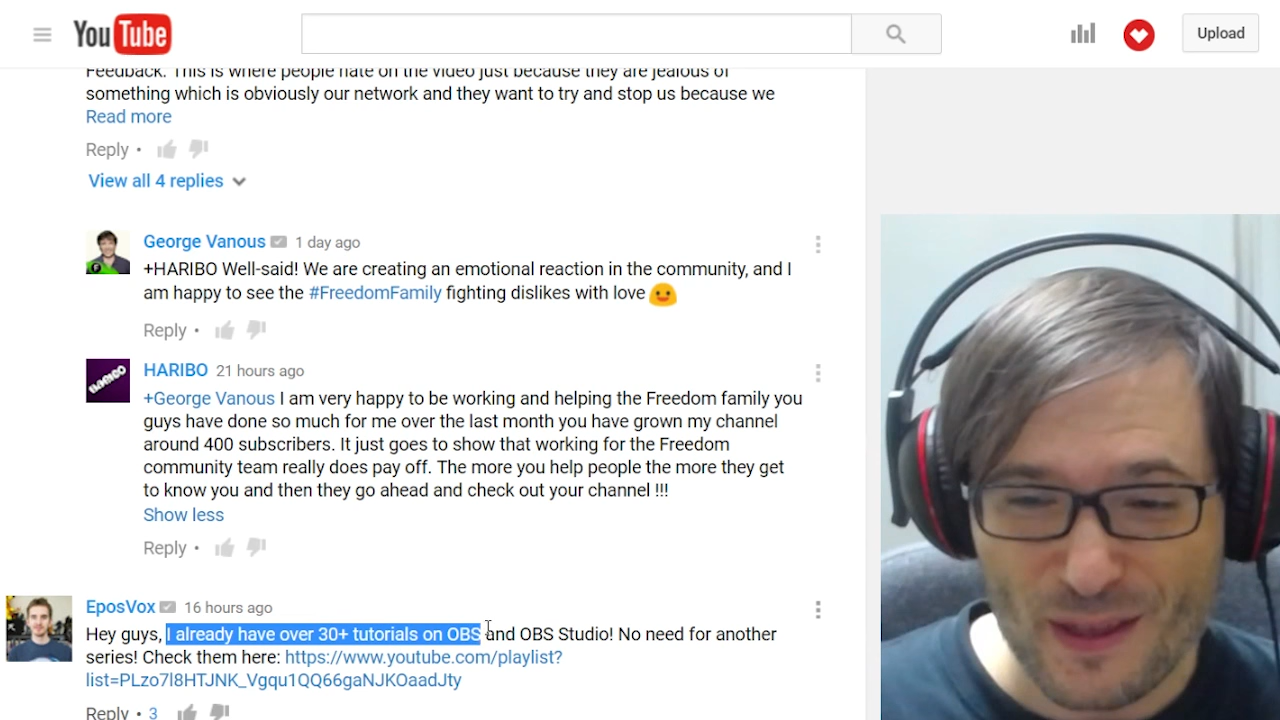 YouTube
Upload
Feedback. This is where people hate on the video just because they are jealous of
something which is obviously our network and they want to try and stop us because we
Read more
Reply •
View all 4 replies
George Vanous 1 day ago
+HARIBO Well-said! We are creating an emotional reaction in the community, and I
am happy to see the #FreedomFamily fighting dislikes with love
Reply •
HARIBO 21 hours ago
+George Vanous I am very happy to be working and helping the Freedom family you
guys have done so much for me over the last month you have grown my channel
around 400 subscribers. It just goes to show that working for the Freedom
community team really does pay off. The more you help people the more they get
to know you and then they go ahead and check out your channel !!!
Show less
Reply •
EposVox 16 hours ago
Hey guys, I already have over 30+ tutorials on OBS and OBS Studio! No need for another
series! Check them here: https://www.youtube.com/playlist?
list=PLzo7l8HTJNK_Vgqu1QQ66gaNJKOaadJty
Reply • 3